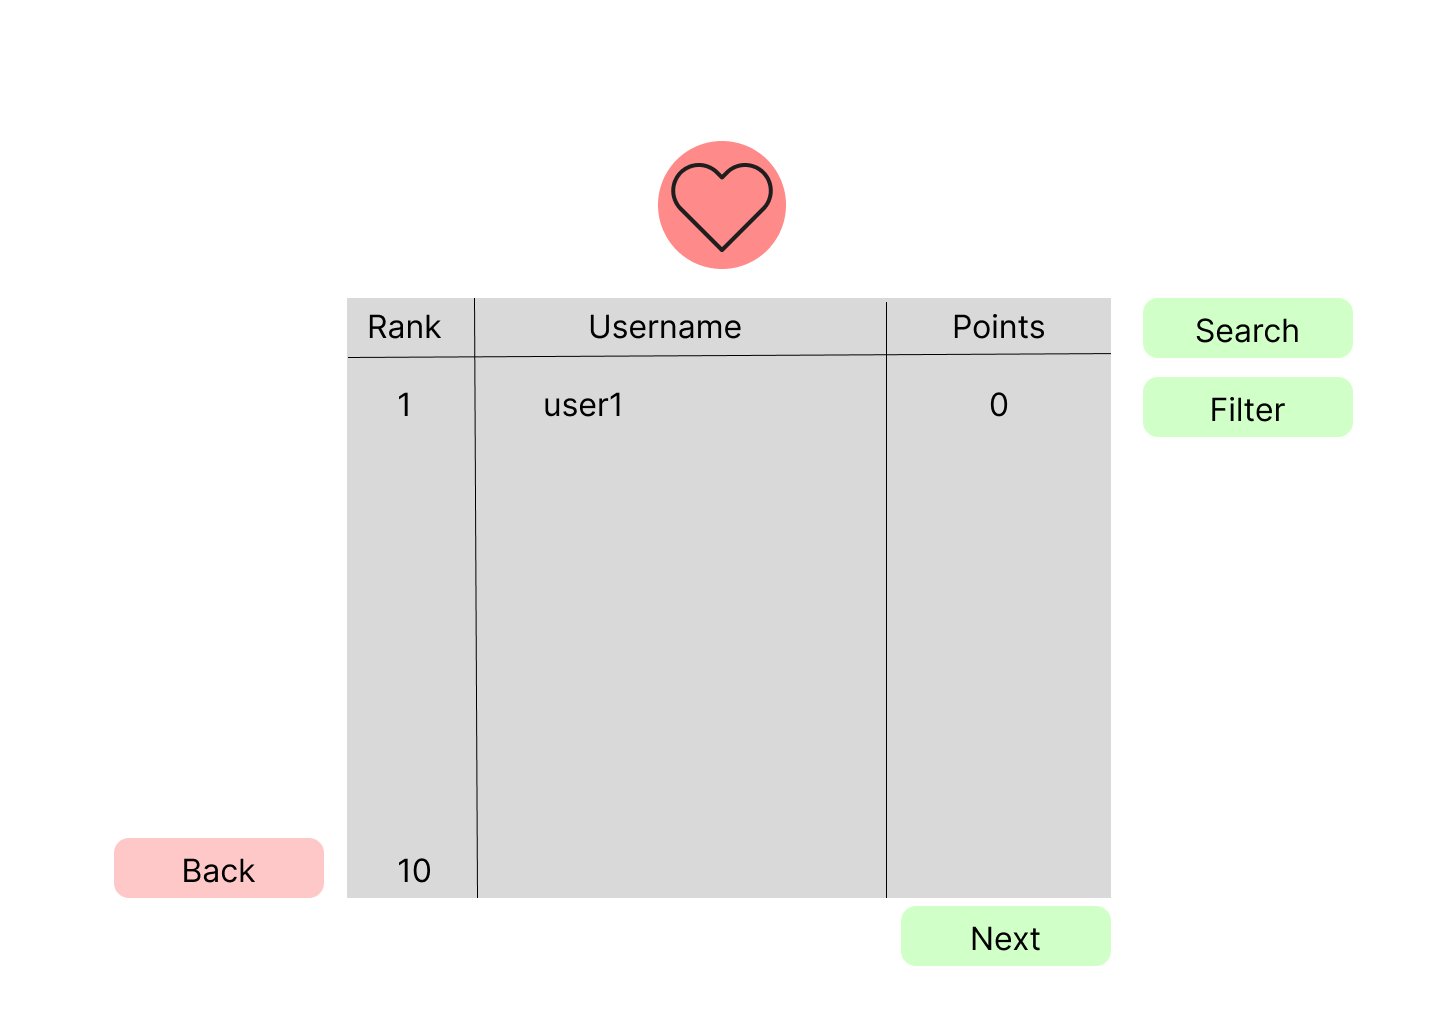 Rank Username Points
Search
1 user1 0
Filter
10
Back
Next